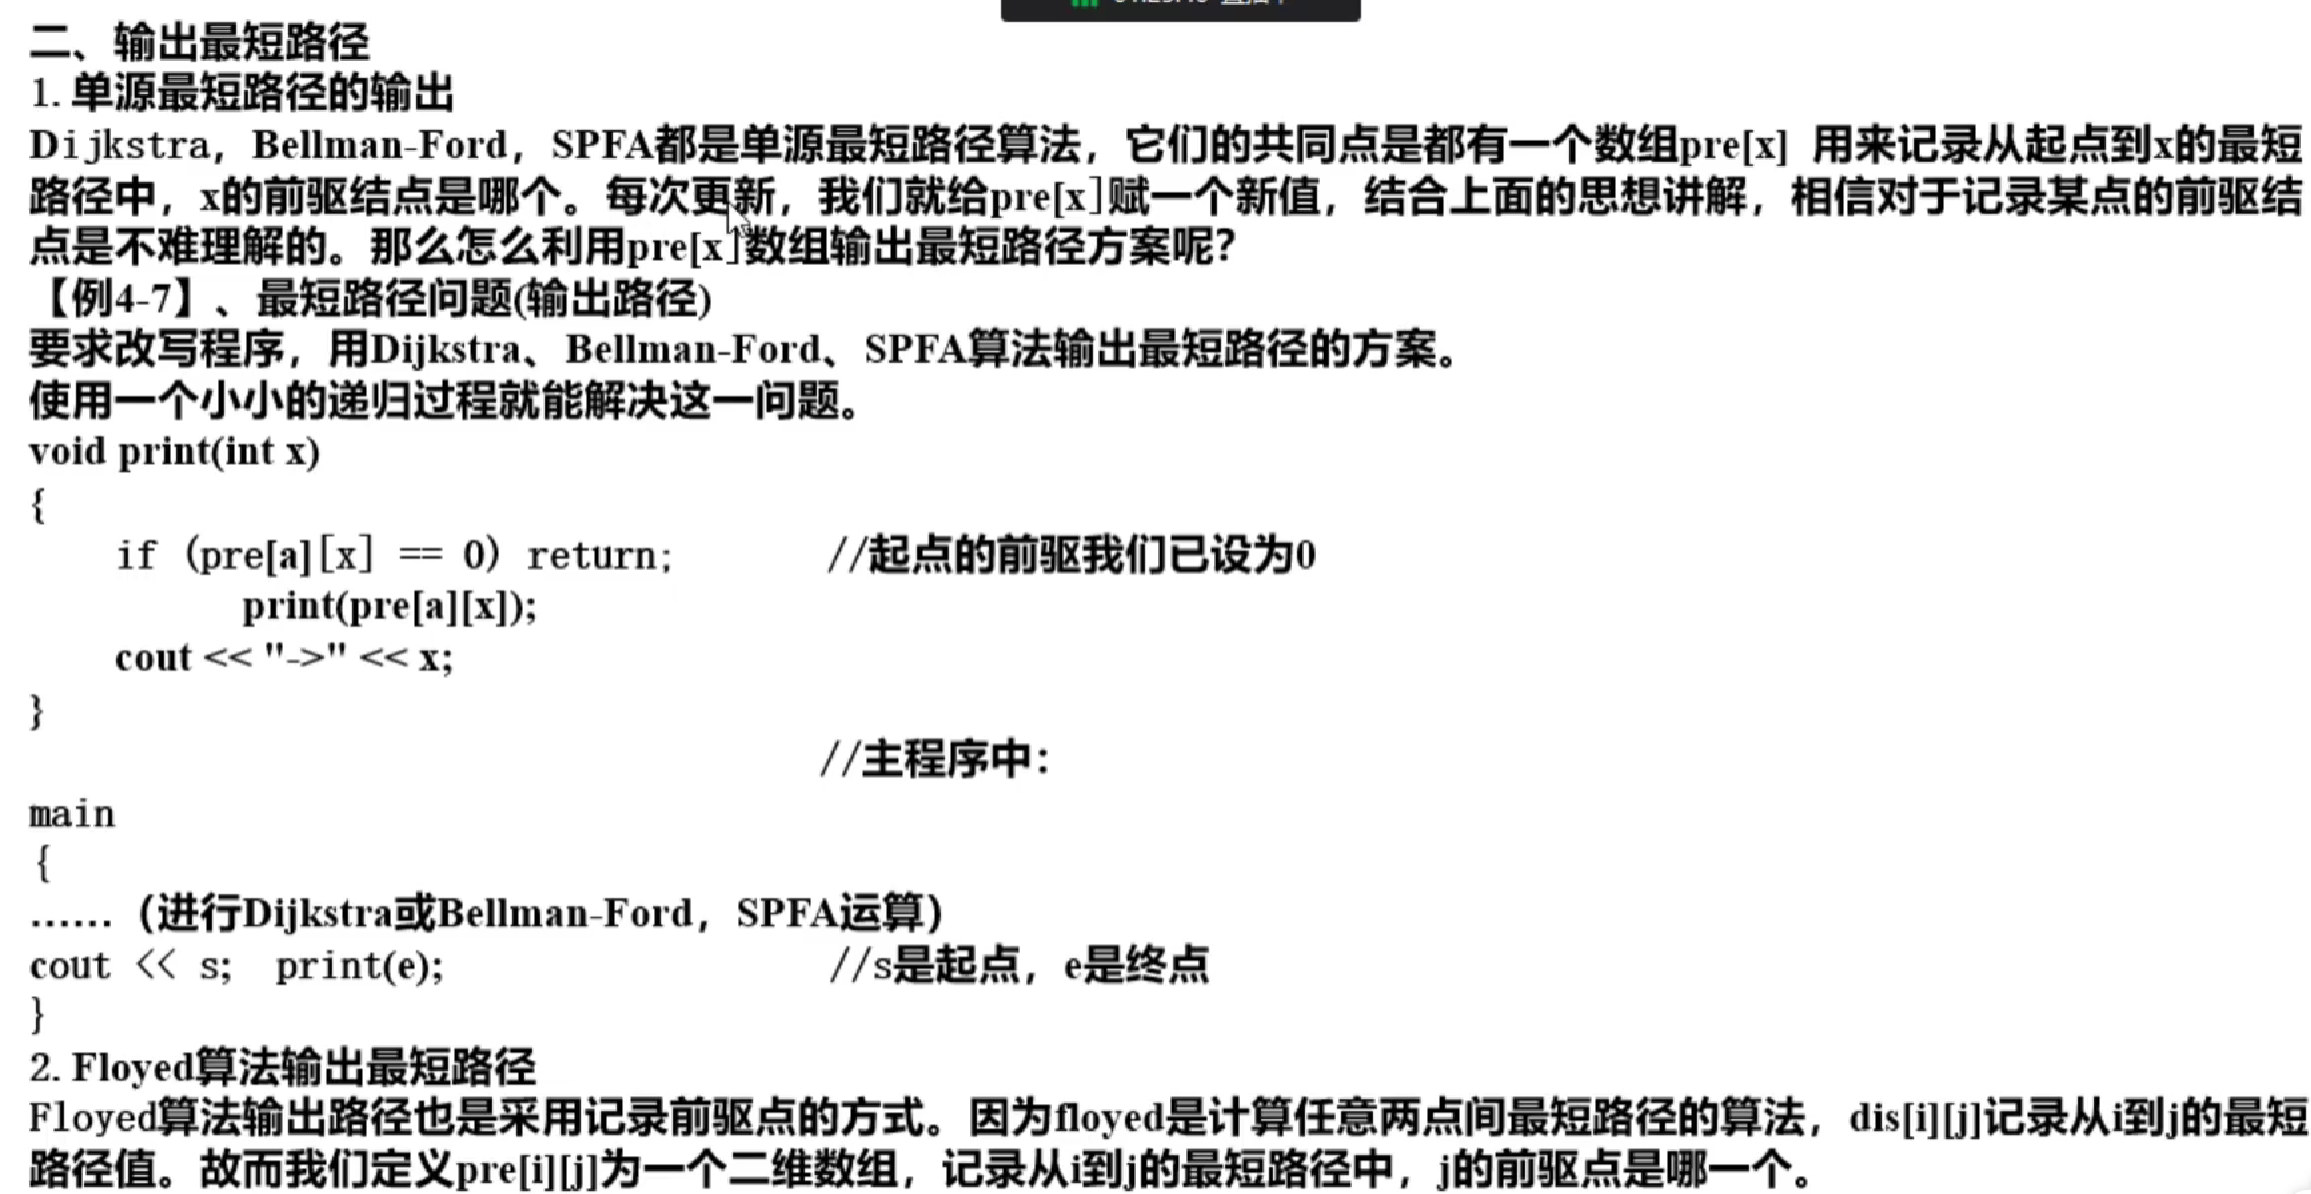 二、输出最短路径
1. 单源最短路径的输出
Dijkstra，Bellman-Ford，SPFA都是单源最短路径算法，它们的共同点是都有一个数组pre[x] 用来记录从起点到x的最短
路径中，x的前驱结点是哪个。每次更新，我们就给pre[x]赋一个新值，结合上面的思想讲解，相信对于记录某点的前驱结
点是不难理解的。那么怎么利用pre[x]数组输出最短路径方案呢？
【例4-7】、最短路径问题(输出路径)
要求改写程序，用Dijkstra、Bellman-Ford、SPFA算法输出最短路径的方案。
使用一个小小的递归过程就能解决这一问题。
void print(int x)
{
if (pre[a][x] == 0) return; //起点的前驱我们已设为0
print(pre[a][x]);
cout << "->" << x;
}
//主程序中：
main
{
……（进行Dijkstra或Bellman-Ford，SPFA运算）
cout << s; print(e); //s是起点，e是终点
}
2. Floyed算法输出最短路径
Floyed算法输出路径也是采用记录前驱点的方式。因为floyed是计算任意两点间最短路径的算法，dis[i][j]记录从i到j的最短
路径值。故而我们定义pre[i][j]为一个二维数组，记录从i到j的最短路径中，j的前驱点是哪一个。